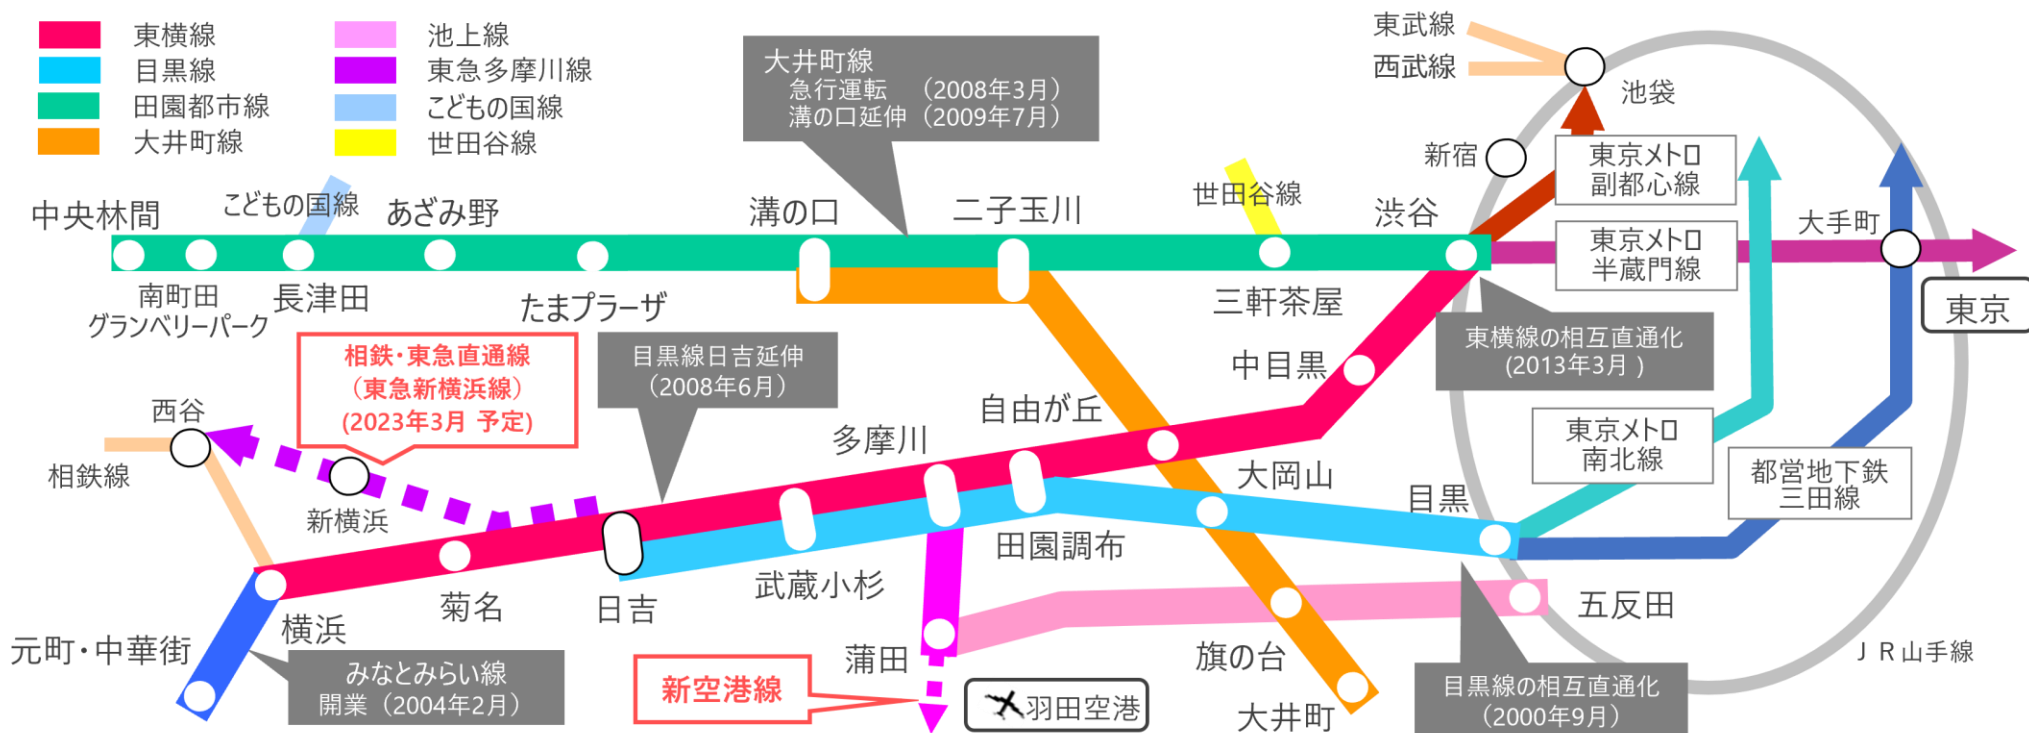 東横線
目黒線
田園都市線
大井町線
池上線
東急多摩川線
こどもの国線
世田谷線
大井町線
急行運転 （2008年3月）
溝の口延伸（2009年7月）
東武線
西武線
池袋
新宿
東京メトロ
副都心線
大手町
中央林間
こどもの国線
あざみ野
溝の口
二子玉川
世田谷線
渋谷
東京メトロ
半蔵門線
南町田
グランベリーパーク
長津田
たまプラーザ
三軒茶屋
東京
相鉄・東急直通線
（東急新横浜線）
(2023年3月 予定)
目黒線日吉延伸
（2008年6月）
中目黒
東横線の相互直通化
(2013年3月 )
西谷
自由が丘
多摩川
東京メトロ
南北線
相鉄線
新横浜
大岡山
目黒
都営地下鉄
三田線
田園調布
武蔵小杉
菊名
日吉
横浜
五反田
元町・中華街
蒲田
旗の台
ＪＲ山手線
みなとみらい線
開業（2004年2月）
新空港線
羽田空港
大井町
目黒線の相互直通化
（2000年9月）